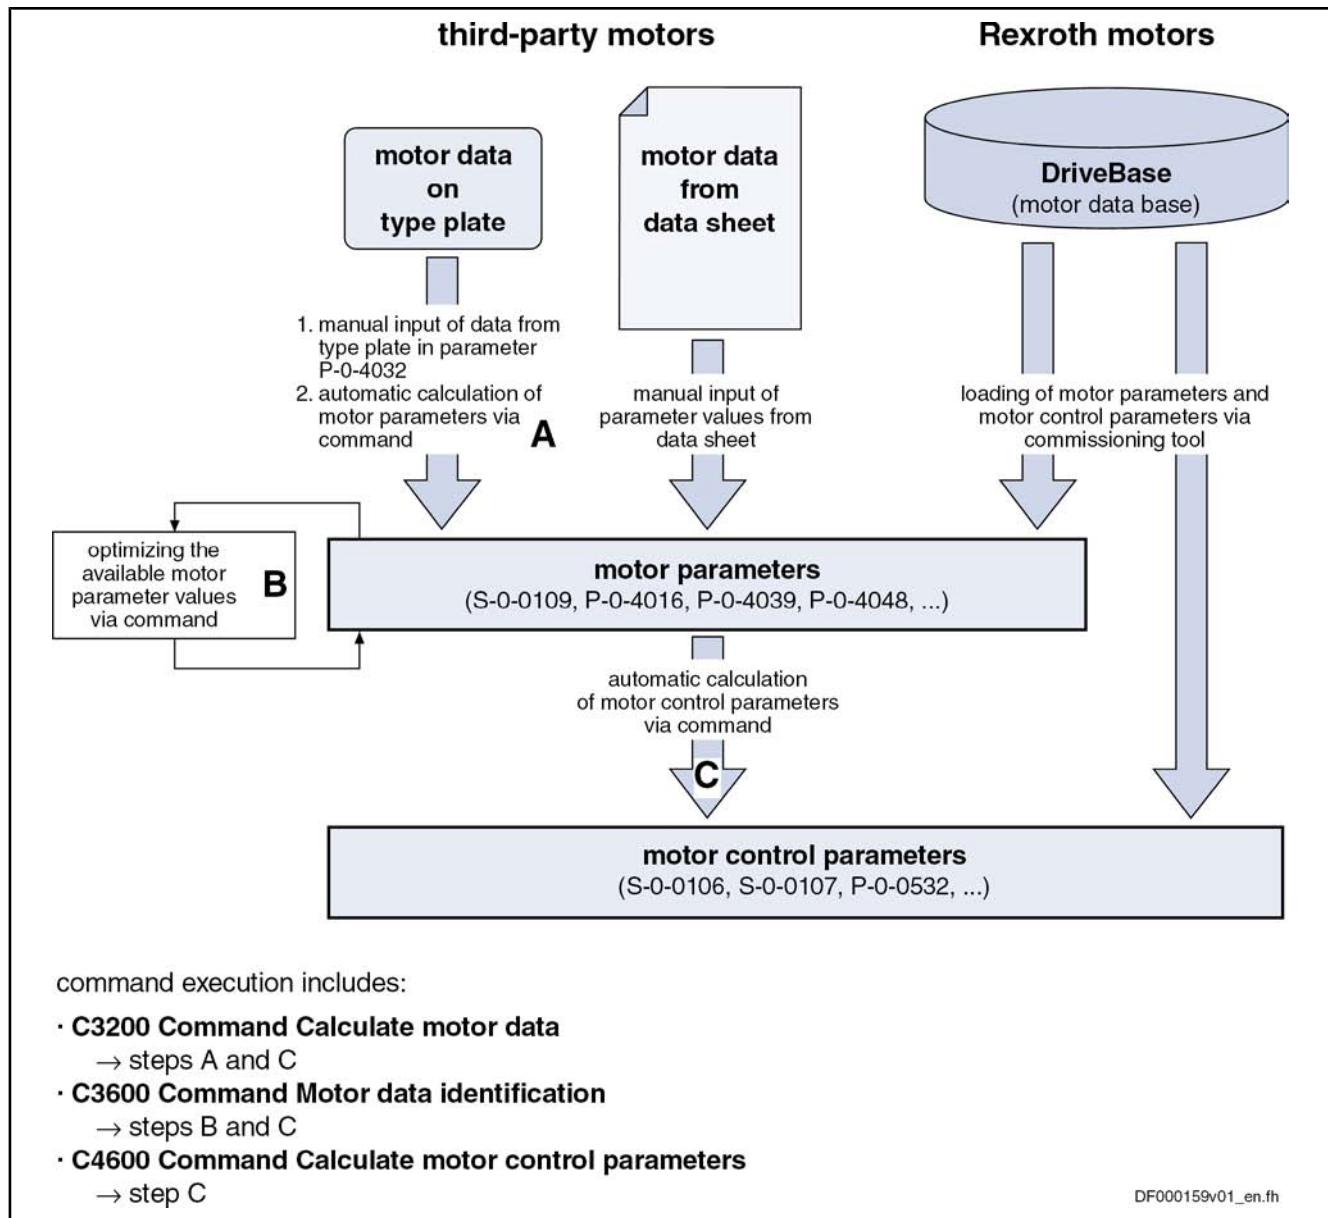 third-party motors
Rexroth motors
motor data
on
type plate
motor data
from
data sheet
DriveBase
(motor data base)
1. manual input of data from
type plate in parameter
P-0-4032
2. automatic calculation of
motor parameters via
command
A
manual input of
parameter values from
data sheet
loading of motor parameters and
motor control parameters via
commissioning tool
optimizing the
available motor
parameter values
via command
B
motor parameters
(S-0-0109, P-0-4016, P-0-4039, P-0-4048, ...)
automatic calculation
of motor control parameters
via command
C
motor control parameters
(S-0-0106, S-0-0107, P-0-0532, ...)
command execution includes:
· C3200 Command Calculate motor data
→ steps A and C
· C3600 Command Motor data identification
→ steps B and C
· C4600 Command Calculate motor control parameters
→ step C
DF000159v01_en.fh